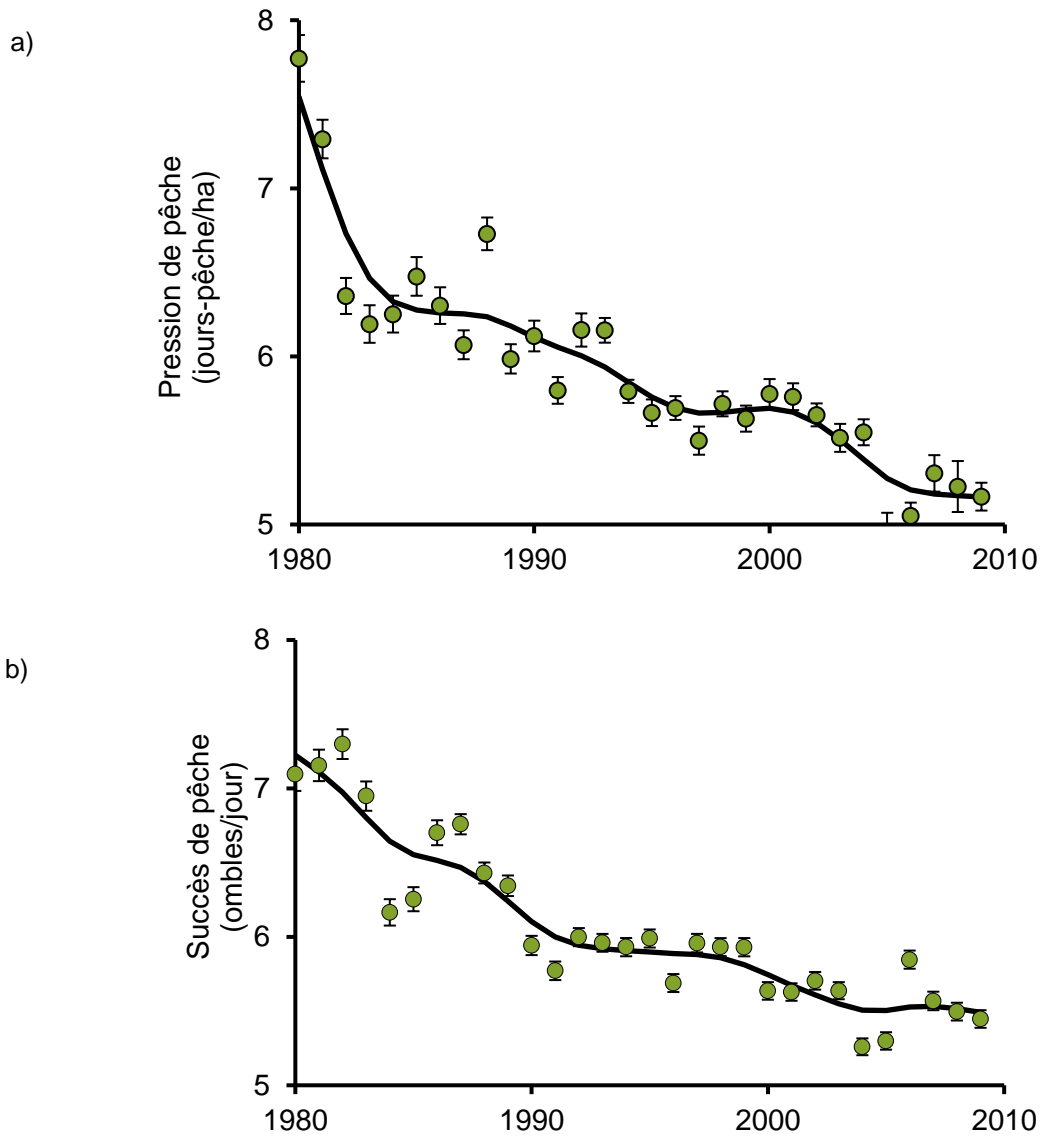 a)
8
7
6
5
Pression de pêche
(jours-pêche/ha)
1980 1990 2000 2010
b)
8
7
6
5
Succès de pêche
(ombles/jour)
1980 1990 2000 2010